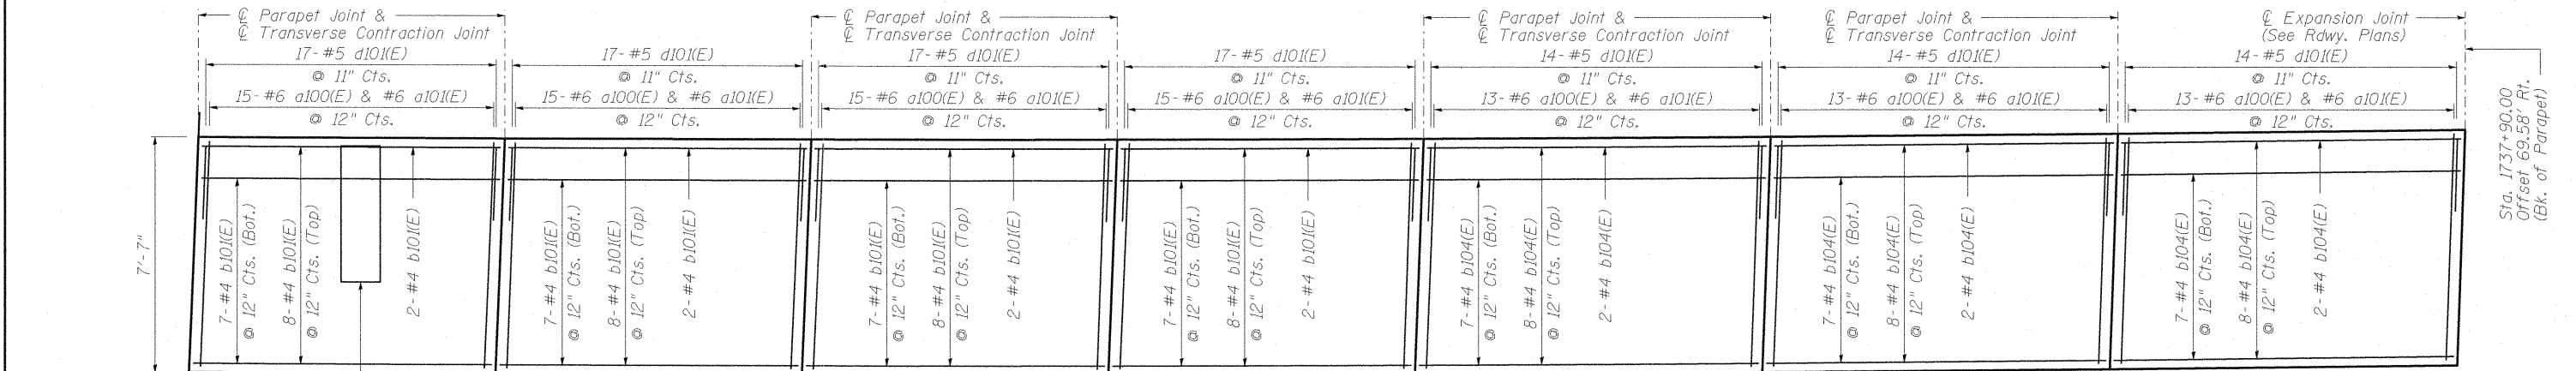 ℄ Parapet Joint &
℄ Transverse Contraction Joint
℄ Parapet Joint &
℄ Transverse Contraction Joint
℄ Parapet Joint &
℄ Transverse Contraction Joint
℄ Parapet Joint &
℄ Transverse Contraction Joint
℄ Expansion Joint
(See Rdwy. Plans)
17-#5 d101(E)
@ 11" Cts.
15-#6 a100(E) & #6 a101(E)
@ 12" Cts.
17-#5 d101(E)
@ 11" Cts.
15-#6 a100(E) & #6 a101(E)
@ 12" Cts.
17-#5 d101(E)
@ 11" Cts.
15-#6 a100(E) & #6 a101(E)
@ 12" Cts.
17-#5 d101(E)
@ 11" Cts.
15-#6 a100(E) & #6 a101(E)
@ 12" Cts.
14-#5 d101(E)
@ 11" Cts.
13-#6 a100(E) & #6 a101(E)
@ 12" Cts.
14-#5 d101(E)
@ 11" Cts.
13-#6 a100(E) & #6 a101(E)
@ 12" Cts.
14-#5 d101(E)
@ 11" Cts.
13-#6 a100(E) & #6 a101(E)
@ 12" Cts.
Sta. 1737+90.00
Offset 69.58' Rt.
(Bk. of Parapet)
7'-7"
7-#4 b101(E)
@ 12" Cts. (Bot.)
8-#4 b101(E)
@ 12" Cts. (Top)
2-#4 b101(E)
7-#4 b101(E)
@ 12" Cts. (Bot.)
8-#4 b101(E)
@ 12" Cts. (Top)
2-#4 b101(E)
7-#4 b101(E)
@ 12" Cts. (Bot.)
8-#4 b101(E)
@ 12" Cts. (Top)
2-#4 b101(E)
7-#4 b101(E)
@ 12" Cts. (Bot.)
8-#4 b101(E)
@ 12" Cts. (Top)
2-#4 b101(E)
7-#4 b104(E)
@ 12" Cts. (Bot.)
8-#4 b104(E)
@ 12" Cts. (Top)
2-#4 b104(E)
7-#4 b104(E)
@ 12" Cts. (Bot.)
8-#4 b104(E)
@ 12" Cts. (Top)
2-#4 b104(E)
7-#4 b104(E)
@ 12" Cts. (Bot.)
8-#4 b104(E)
@ 12" Cts. (Top)
2-#4 b104(E)